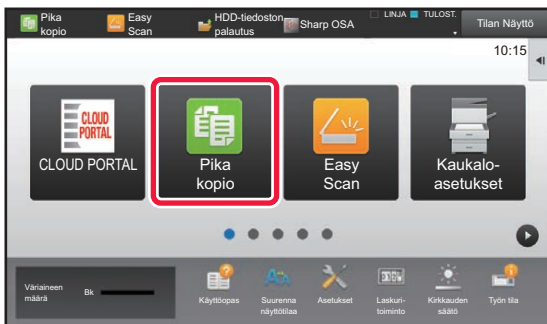 Pika kopio
Easy Scan
HDD-tiedoston palautus
Sharp OSA
LINJA
TULOST.
Tilan Näyttö
10:15
CLOUD PORTAL
CLOUD PORTAL
Pika kopio
Easy Scan
Kaukalo-asetukset
Väriaineen määrä
Bk
Käyttöopas
Suurenna näyttötilaa
Asetukset
Laskuri-toiminto
Kirkkauden säätö
Työn tila